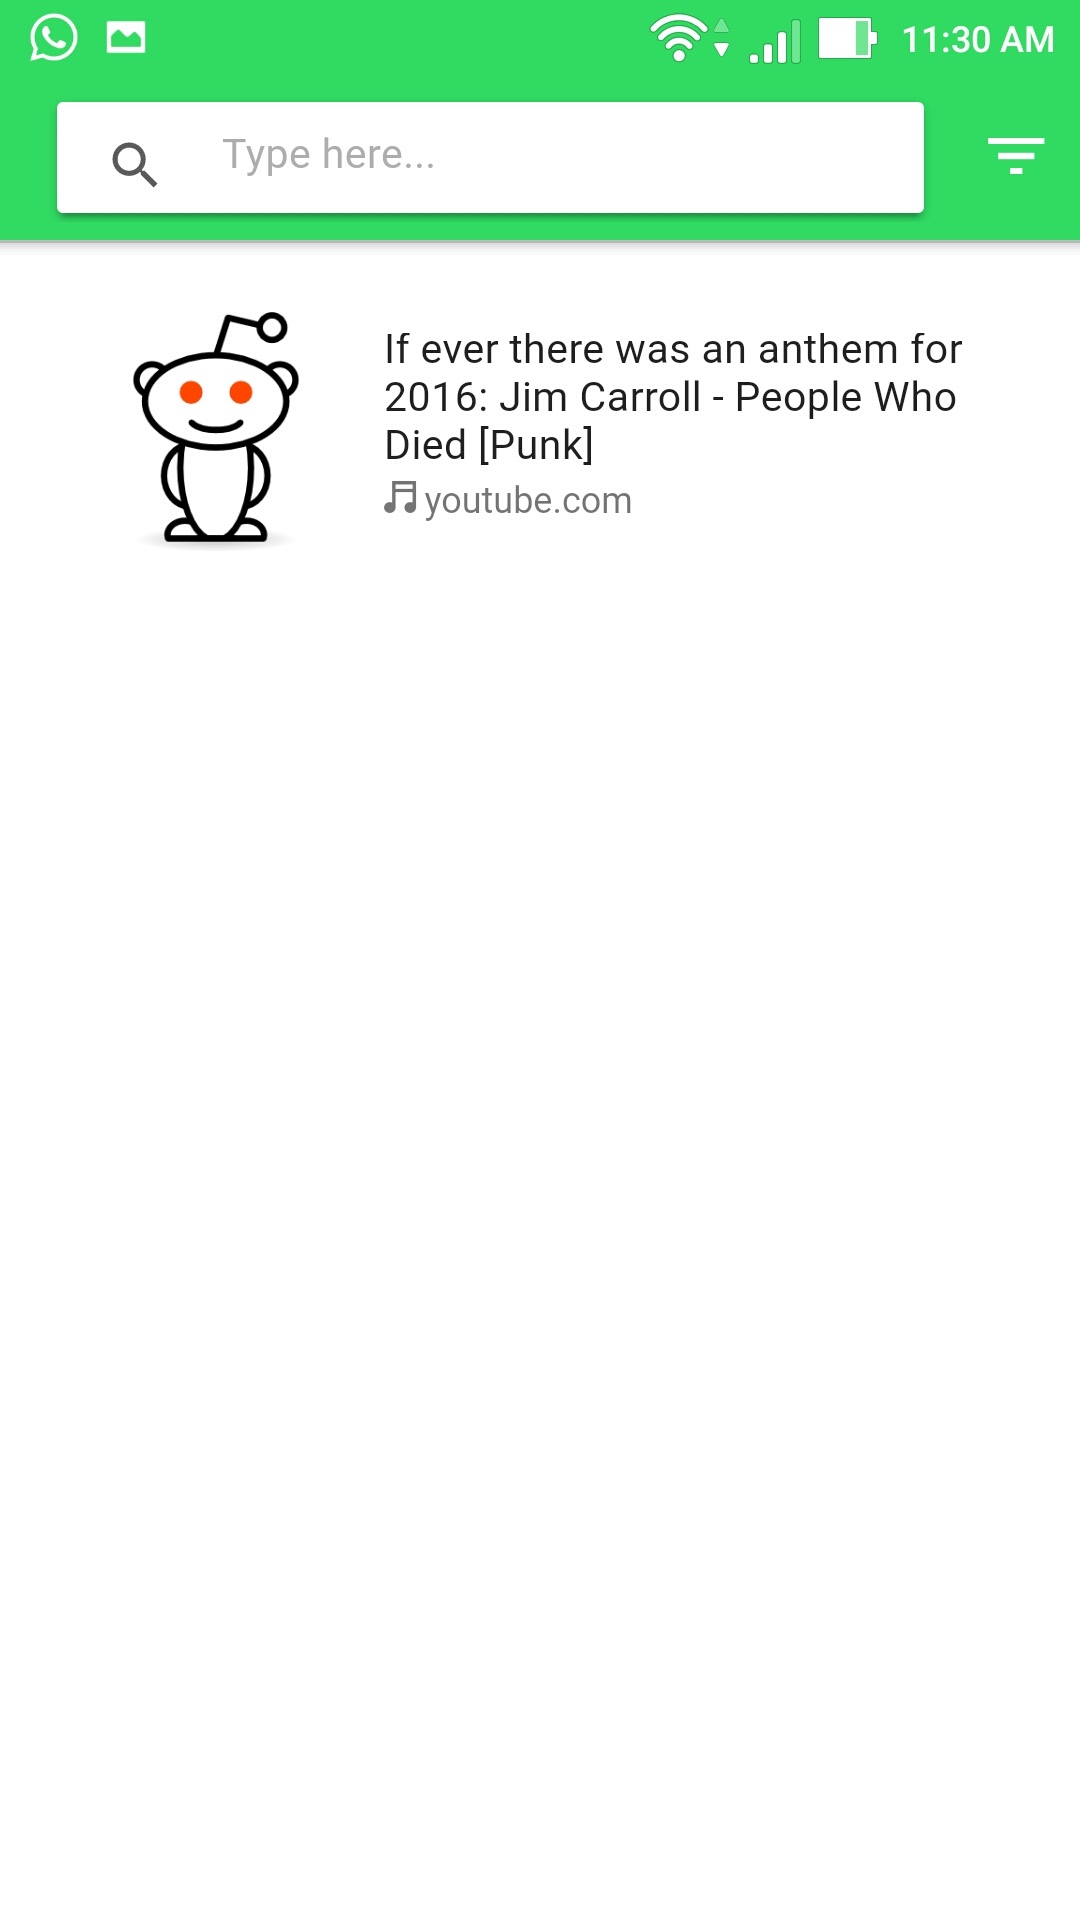 11:30 AM
Type here...
If ever there was an anthem for
2016: Jim Carroll - People Who
Died [Punk]
youtube.com